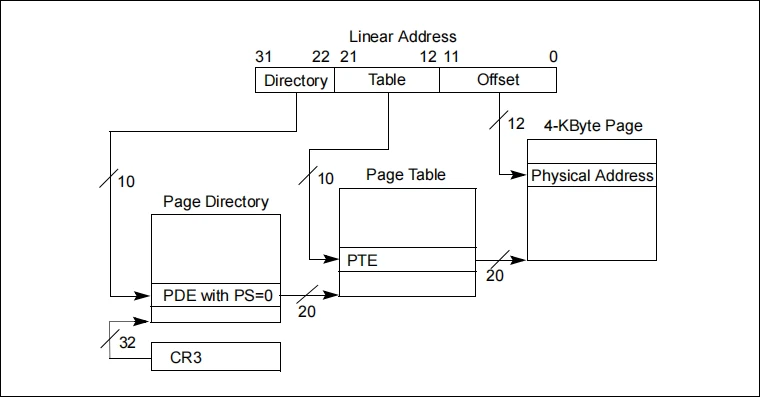 Linear Address
31 22 21 12 11 0
Directory Table Offset
12 4-KByte Page
10 10 Page Table Physical Address
Page Directory
PTE
20
PDE with PS=0
20
32
CR3